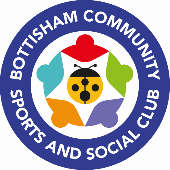 BOTTISHAM COMMUNITY
SPORTS AND SOCIAL CLUB